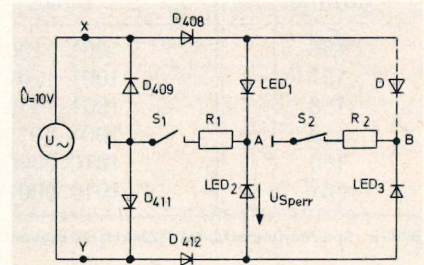 X
D408
Û=10V
D409
LED1
D
S1
R1
A
S2
R2
B
U~
D411
LED2
USperr
LED3
Y
D412